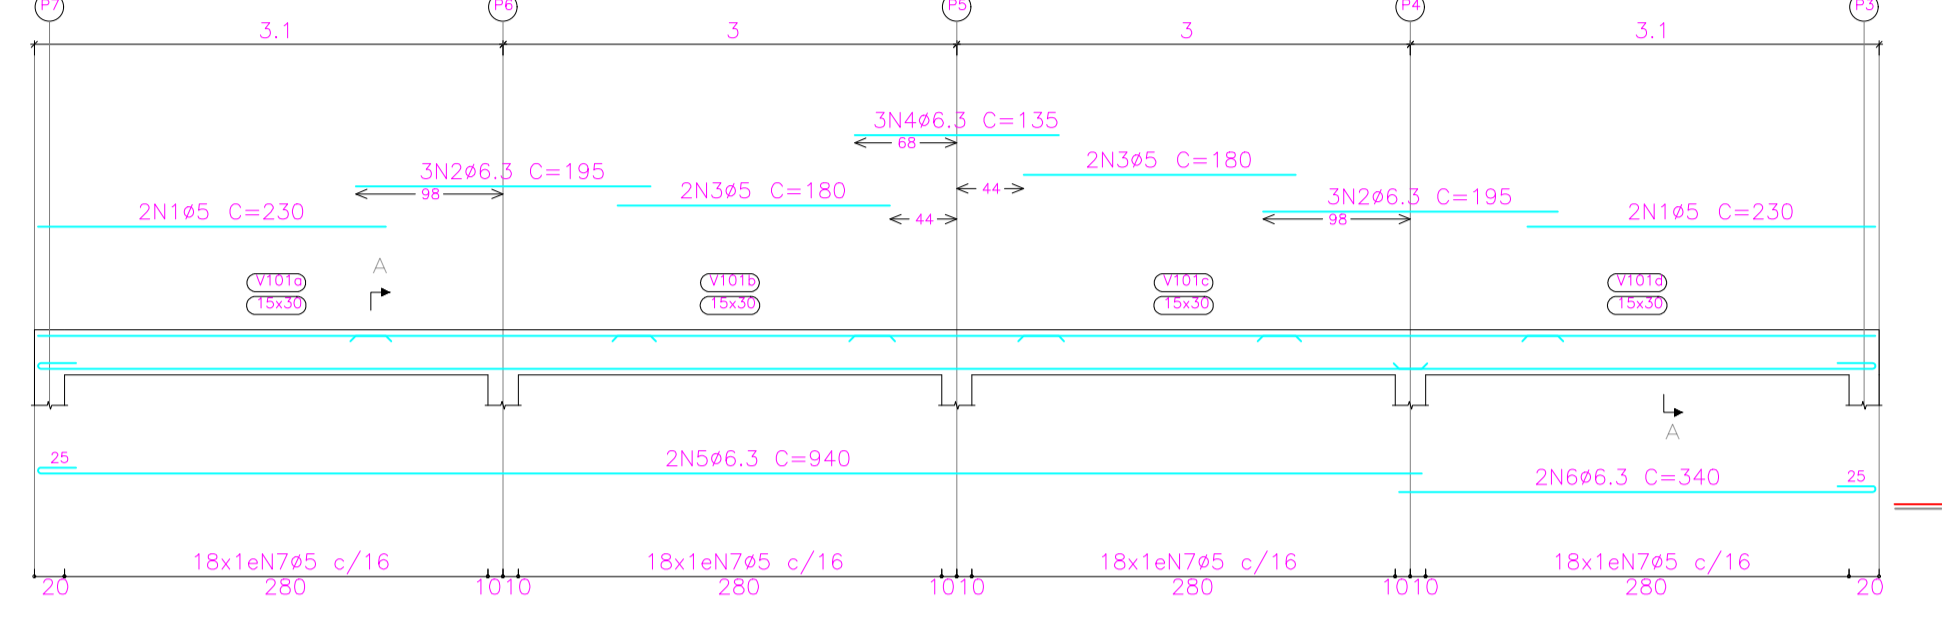 P7 P6 P5 P4 P3
3.1 3 3 3.1
3N4ø6.3 C=135
68
2N3ø5 C=180
3N2ø6.3 C=195
98
2N3ø5 C=180
44
3N2ø6.3 C=195
98
44
2N1ø5 C=230
2N1ø5 C=230
A
V101a V101b V101c V101d
15x30 15x30 15x30 15x30
A
25 2N5ø6.3 C=940
2N6ø6.3 C=340 25
18x1eN7ø5 c/16 18x1eN7ø5 c/16 18x1eN7ø5 c/16 18x1eN7ø5 c/16
20 280 1010 280 1010 280 1010 280 20